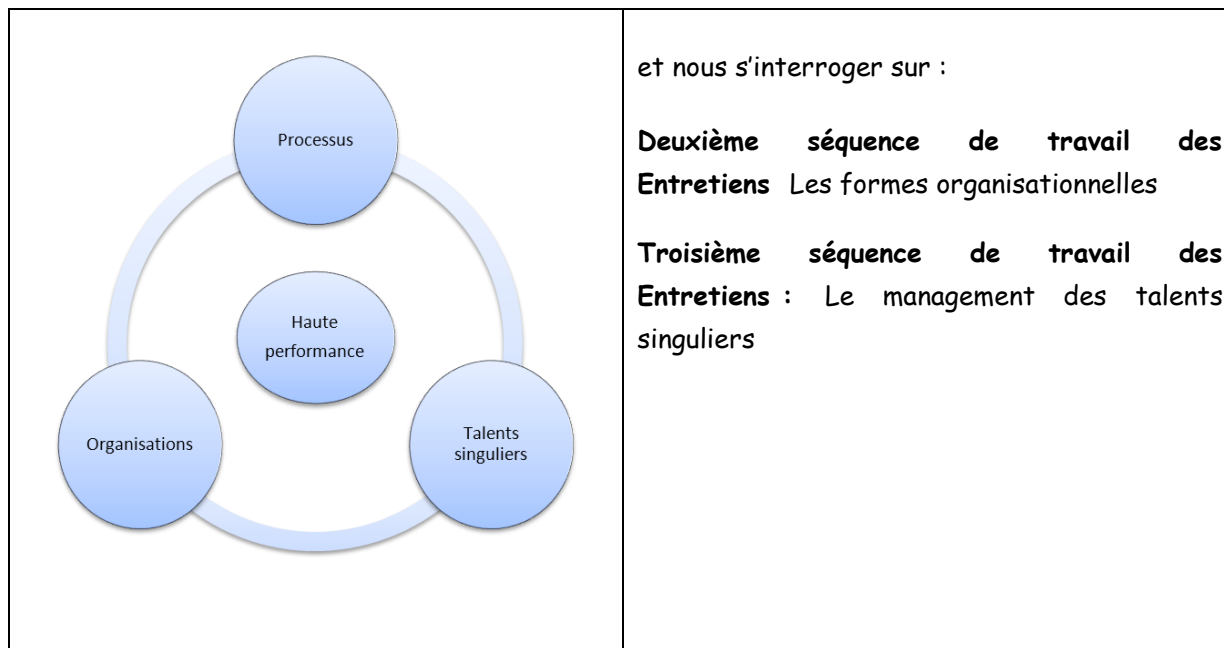 Processus
Haute
performance
Organisations
Talents
singuliers
et nous s’interroger sur :
Deuxième séquence de travail des
Entretiens Les formes organisationnelles
Troisième séquence de travail des
Entretiens : Le management des talents
singuliers